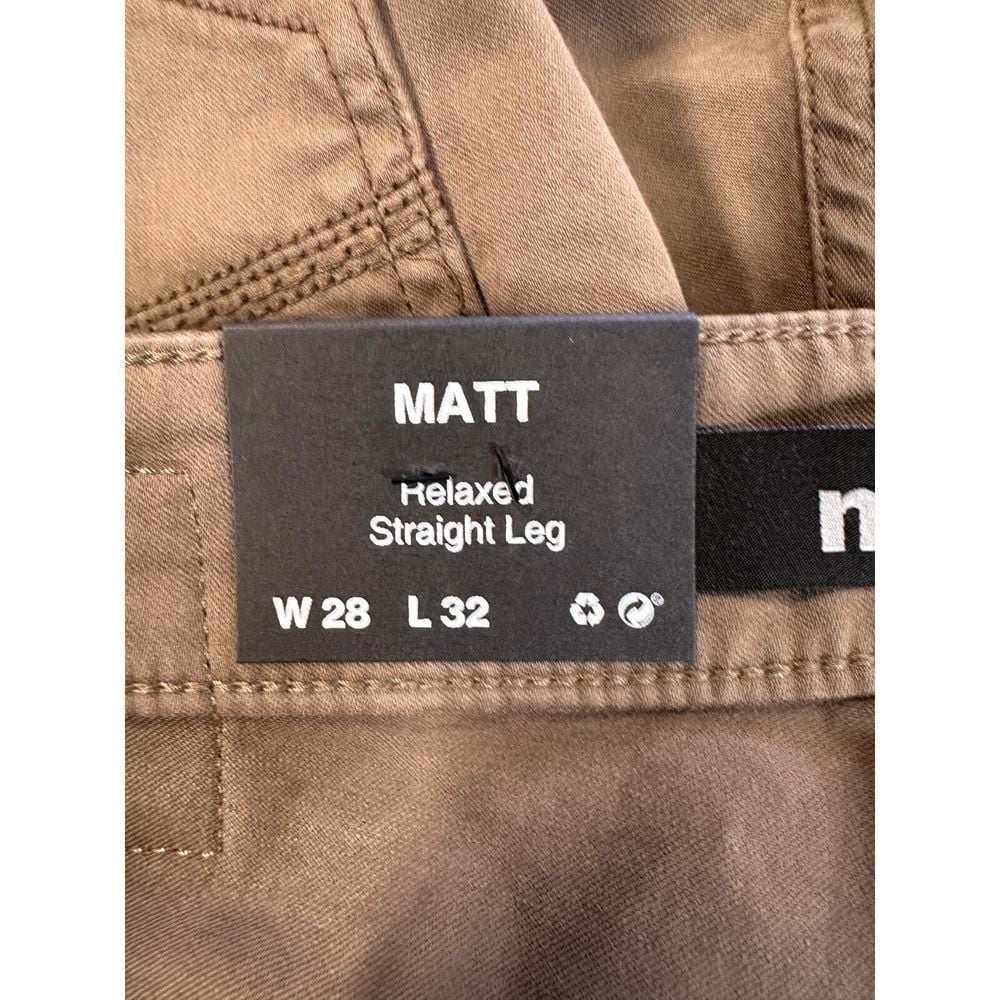 MATT
Relaxed
Straight Leg
W 28 L 32